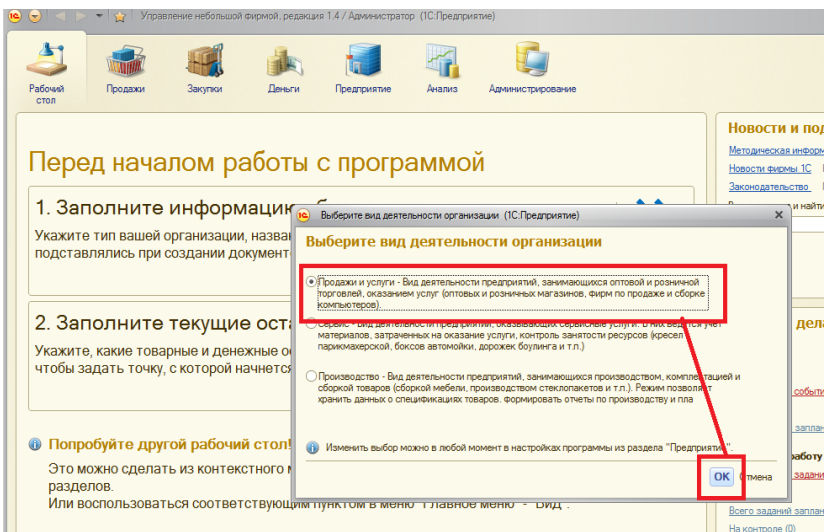 Управление небольшой фирмой, редакция 1.4 / Администратор (1С:Предприятие)
Рабочий
стол
Продажи
Закупки
Деньги
Предприятие
Анализ
Администрирование
Перед началом работы с программой
1. Заполните информацию
Укажите тип вашей организации,
подставлялись при создании
2. Заполните текущие
Укажите, какие товарные и денежные
чтобы задать точку, с которой начнется
Попробуйте другой рабочий стол!
Это можно сделать из контекстного
разделов.
Или воспользоваться соответствующим пунктом в меню "Главное меню" - "Вид".
Выберите вид деятельности организации (1С:Предприятие)
Выберите вид деятельности организации
Продажи и услуги - Вид деятельности предприятий, занимающихся оптовой и розничной
торговлей, оказанием услуг (оптовых и розничных магазинов, фирм по продаже и сборке
компьютеров).
Сервис - Вид деятельности предприятий, оказывающих сервисные услуги. В них ведется учет
материалов, затраченных на оказание услуги, контроль занятости ресурсов (кресел
парикмахерской, боксов автомойки, дорожек боулинга и т.п.)
Производство - Вид деятельности предприятий, занимающихся производством, комплектацией и
сборкой товаров (сборкой мебели, производством стеклопакетов и т.п.). Режим позволяет
хранить данные о спецификациях товаров. формировать отчеты по производству и пла
Изменить выбор можно в любой момент в настройках программы из раздела "Предприятие".
OK
Отмена
Новости и под
Методическая информ
Новости фирмы 1С
Законодательство
и найти
дела
событи
заплан
работу
задани
Всего заданий заплан
На контроле (0)